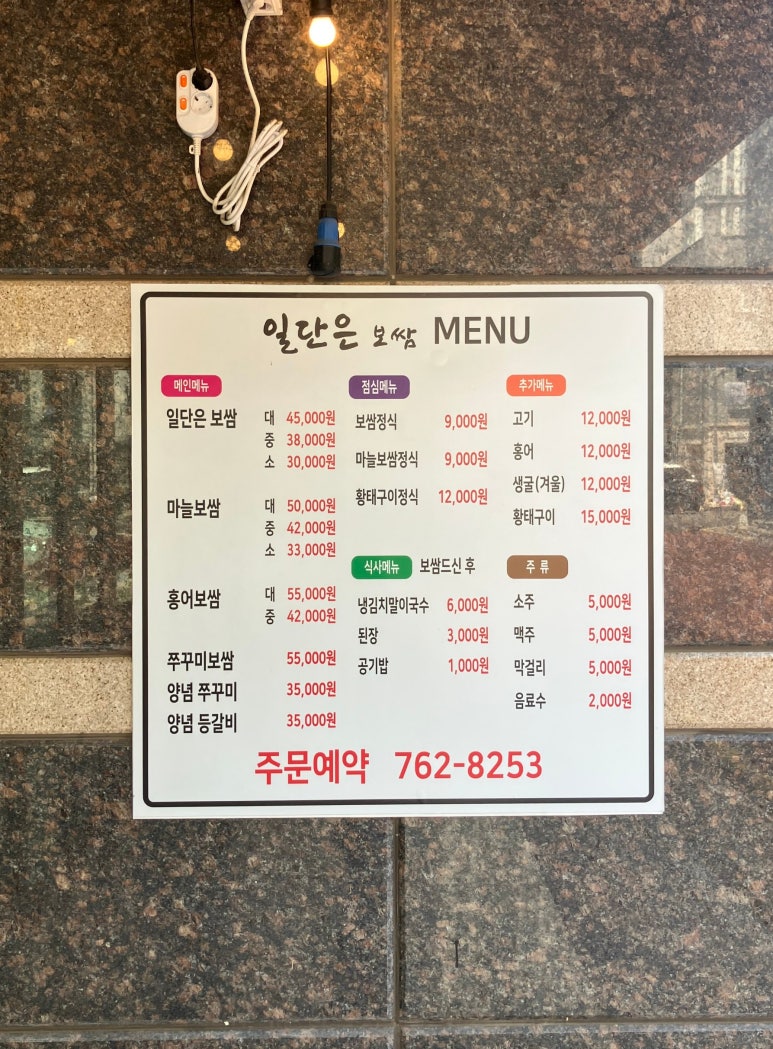 일단은 보쌈 MENU
메인메뉴
일단은 보쌈 대 45,000원
중 38,000원
소 30,000원
마늘보쌈 대 50,000원
중 42,000원
소 33,000원
홍어보쌈 대 55,000원
중 42,000원
쭈꾸미보쌈 55,000원
양념 쭈꾸미 35,000원
양념 등갈비 35,000원
점심메뉴
보쌈정식 9,000원
마늘보쌈정식 9,000원
황태구이정식 12,000원
식사메뉴 보쌈드신 후
냉김치말이국수 6,000원
된장 3,000원
공기밥 1,000원
추가메뉴
고기 12,000원
홍어 12,000원
생굴(겨울) 12,000원
황태구이 15,000원
주 류
소주 5,000원
맥주 5,000원
막걸리 5,000원
음료수 2,000원
주문예약 762-8253